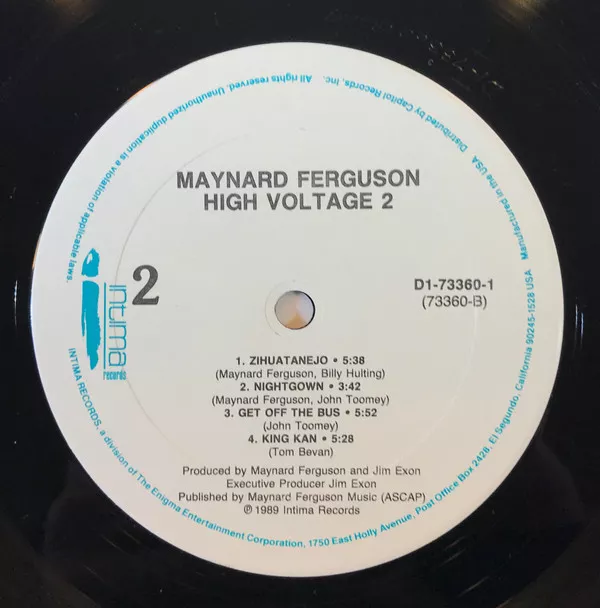 MAYNARD FERGUSON
HIGH VOLTAGE 2
2
D1-73360-1
(73360-B)
intima
records
1. ZIHUATANEJO • 5:38
(Maynard Ferguson, Billy Hulting)
2. NIGHTGOWN • 3:42
(Maynard Ferguson, John Toomey)
3. GET OFF THE BUS • 5:52
(John Toomey)
4. KING KAN • 5:28
(Tom Bevan)
Produced by Maynard Ferguson and Jim Exon
Executive Producer Jim Exon
Published by Maynard Ferguson Music (ASCAP)
℗ 1989 Intima Records
INTIMA RECORDS, a division of The Enigma Entertainment Corporation, 1750 East Holly Avenue, Post Office Box 2428, El Segundo, California 90245-1528 USA Manufactured in the USA. Distributed by Capitol Records, Inc. All rights reserved. Unauthorized duplication is a violation of applicable laws.